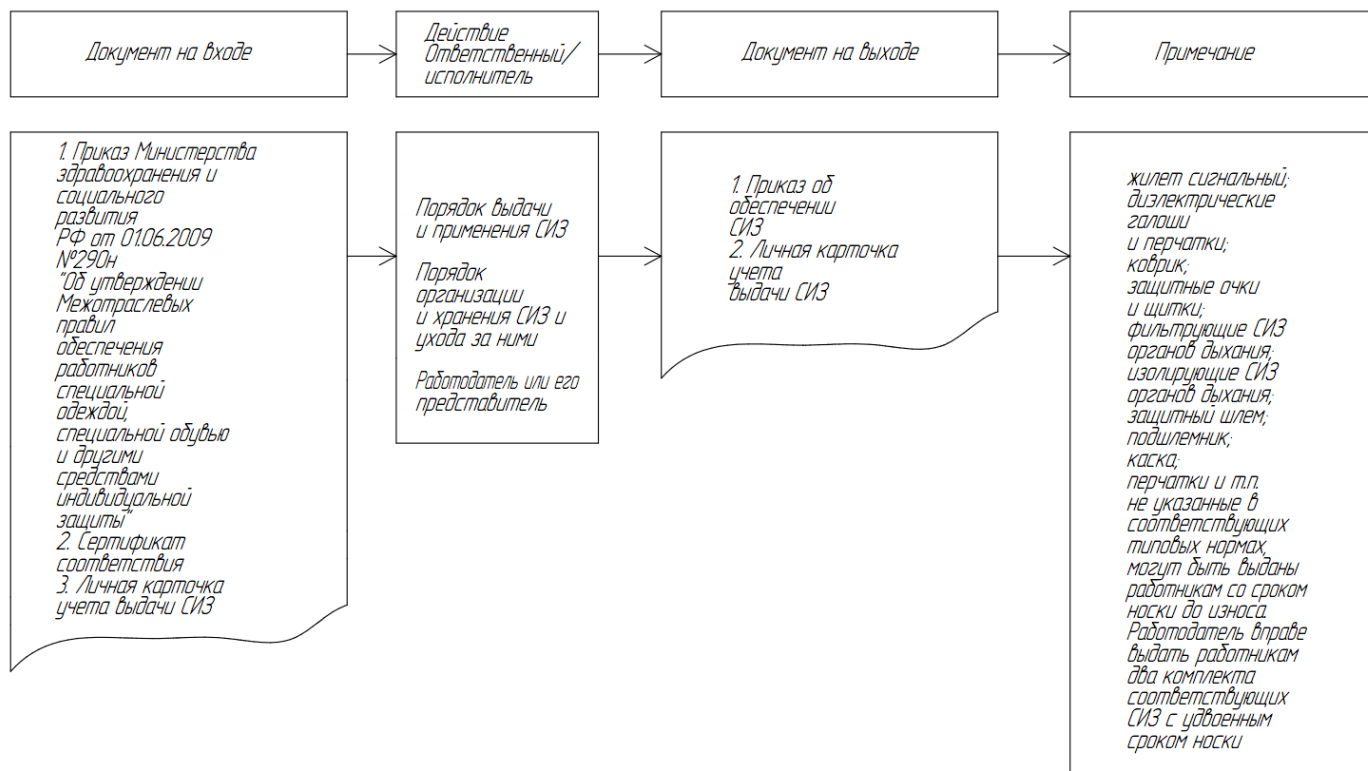 Документ на входе
Действие
Ответственный/
исполнитель
Документ на выходе
Примечание
1. Приказ Министерства
здравоохранения и
социального
развития
РФ от 01.06.2009
№290н
"Об утверждении
Межотраслевых
правил
обеспечения
работников
специальной
одеждой,
специальной обувью
и другими
средствами
индивидуальной
защиты"
2. Сертификат
соответствия
3. Личная карточка
учета выдачи СИЗ
Порядок выдачи
и применения СИЗ
Порядок
организации
и хранения СИЗ и
ухода за ними
Работодатель или его
представитель
1. Приказ об
обеспечении
СИЗ
2. Личная карточка
учета
выдачи СИЗ
жилет сигнальный;
диэлектрические
галоши
и перчатки;
коврик;
защитные очки
и щитки;
фильтрующие СИЗ
органов дыхания;
изолирующие СИЗ
органов дыхания;
защитный шлем;
подшлемник;
каска;
перчатки и т.п.
не указанные в
соответствующих
типовых нормах,
могут быть выданы
работникам со сроком
носки до износа.
Работодатель вправе
выдать работникам
два комплекта
соответствующих
СИЗ с удвоенным
сроком носки